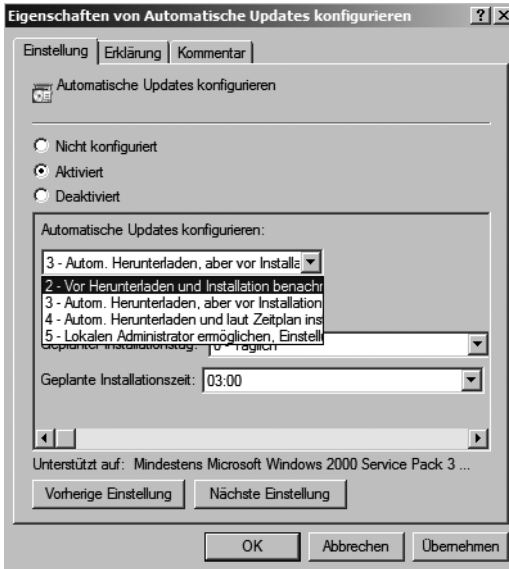 Eigenschaften von Automatische Updates konfigurieren
Einstellung Erklärung Kommentar
Automatische Updates konfigurieren
Nicht konfiguriert
Aktiviert
Deaktiviert
Automatische Updates konfigurieren:
3 - Autom. Herunterladen, aber vor Installa
2 - Vor Herunterladen und Installation benachr
3 - Autom. Herunterladen, aber vor Installation
4 - Autom. Herunterladen und laut Zeitplan inst
5 - Lokalen Administrator ermöglichen, Einstell
Geplanter Installationstag: 0 - Täglich
Geplante Installationszeit: 03:00
Unterstützt auf: Mindestens Microsoft Windows 2000 Service Pack 3 ...
Vorherige Einstellung Nächste Einstellung
OK Abbrechen Übernehmen